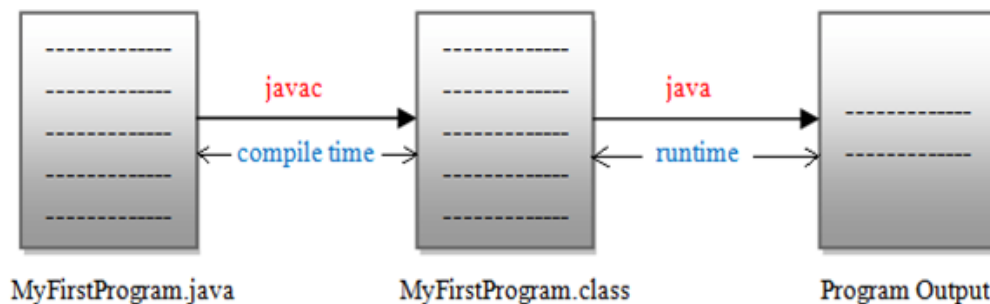 javac
java
compile time
runtime
MyFirstProgram.java
MyFirstProgram.class
Program Output